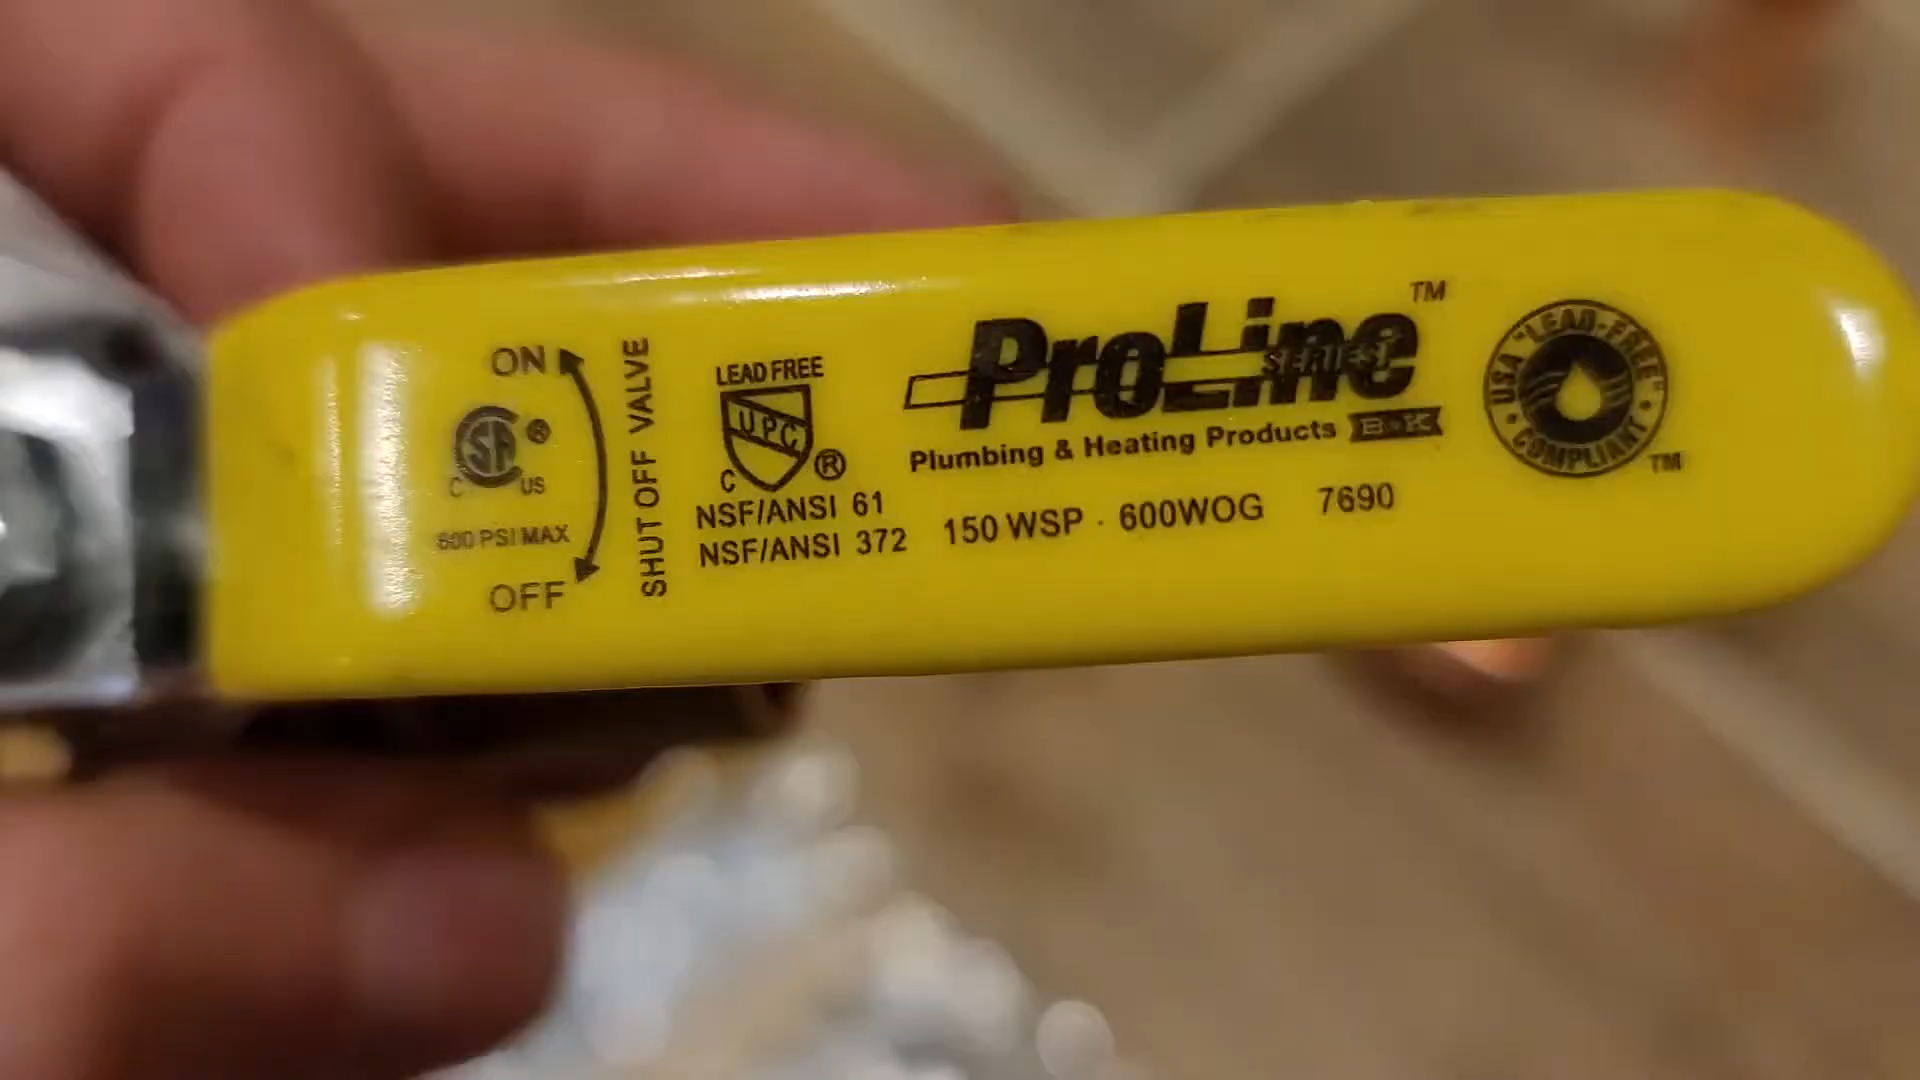 ON
SA ®
C US
600 PSI MAX
OFF
SHUT OFF VALVE
LEAD FREE
UPC
C ®
NSF/ANSI 61
NSF/ANSI 372
ProLine TM
SERIES
Plumbing & Heating Products B·K
150 WSP · 600WOG 7690
USA "LEAD-FREE" · COMPLIANT · TM